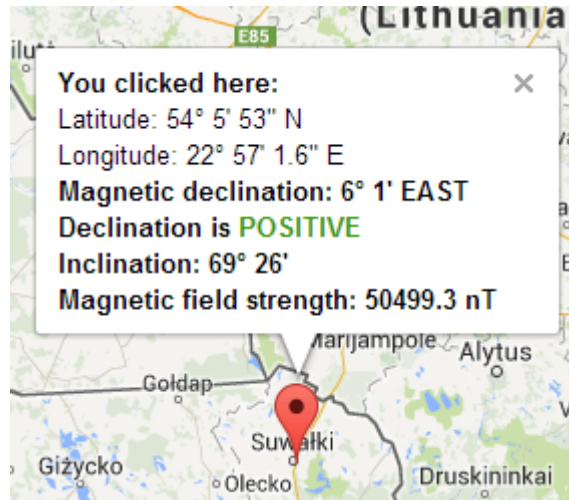 (Lithuania
E85
You clicked here:
×
Latitude: 54° 5' 53" N
Longitude: 22° 57' 1.6" E
Magnetic declination: 6° 1' EAST
Declination is POSITIVE
Inclination: 69° 26'
Magnetic field strength: 50499.3 nT
Marijampolė
Alytus
Gołdap
Suwałki
Giżycko
Olecko
Druskininkai